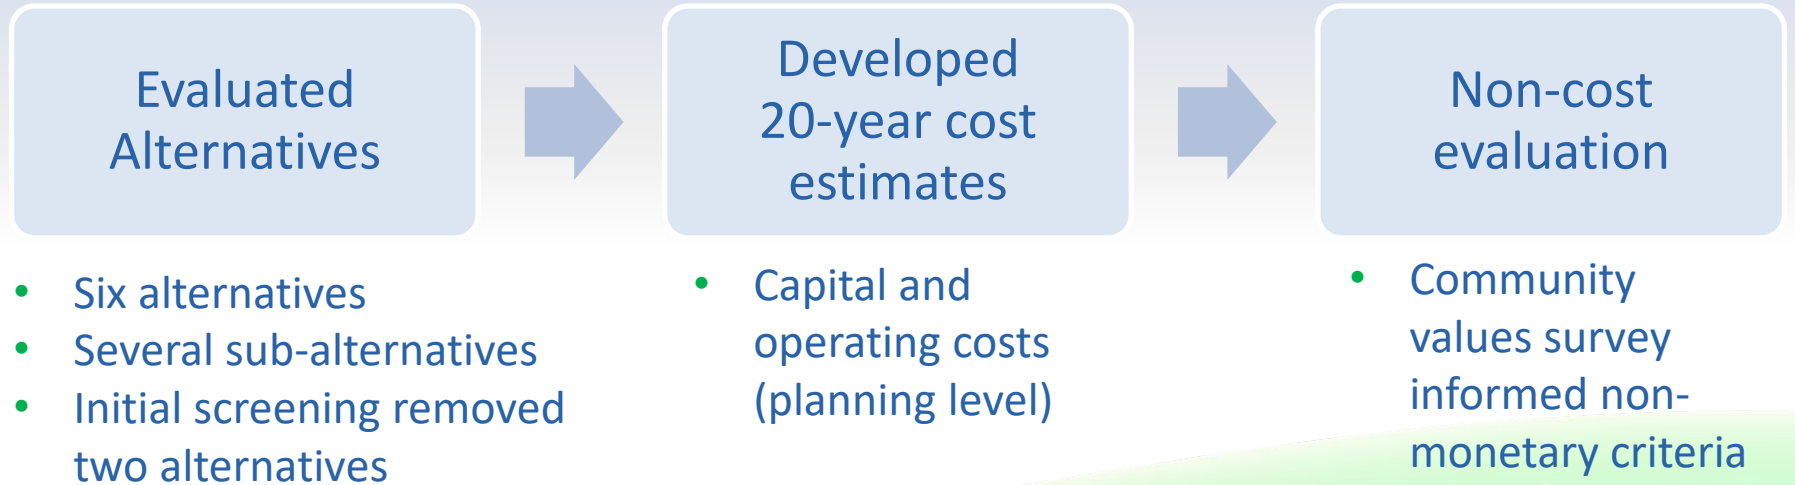 Evaluated
Alternatives
• Six alternatives
• Several sub-alternatives
• Initial screening removed
two alternatives
Developed
20-year cost
estimates
• Capital and
operating costs
(planning level)
Non-cost
evaluation
• Community
values survey
informed non-
monetary criteria